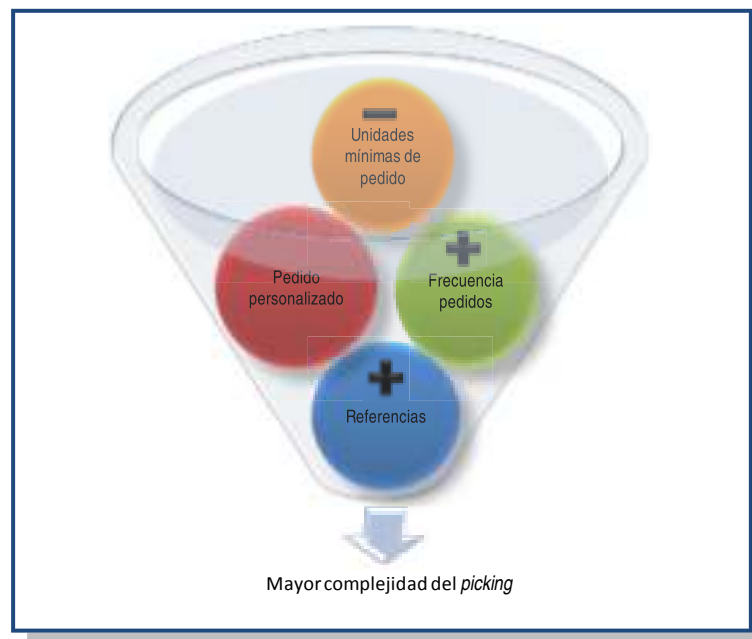 Unidades
mínimas de
pedido
Pedido
personalizado
Frecuencia
pedidos
Referencias
Mayor complejidad del picking